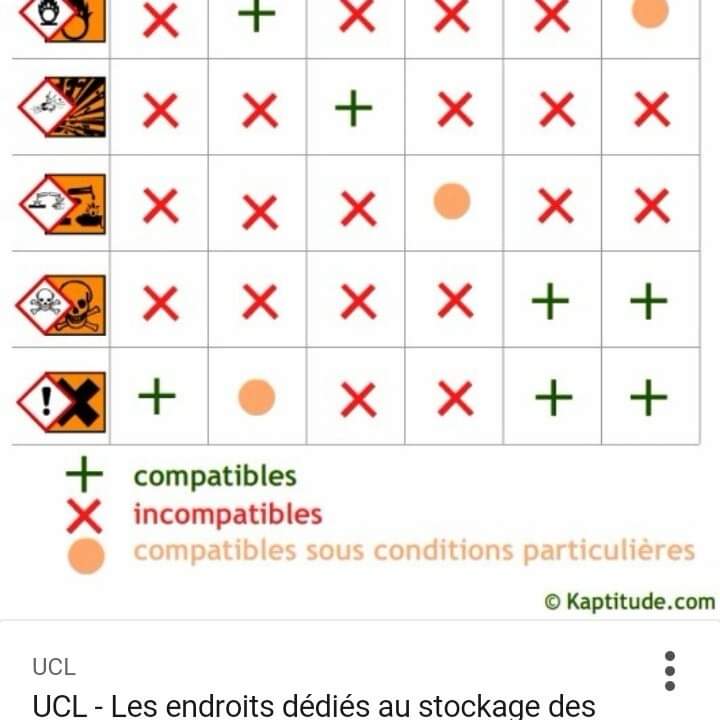 compatibles
incompatibles
compatibles sous conditions particulières
© Kaptitude.com
UCL
UCL - Les endroits dédiés au stockage des